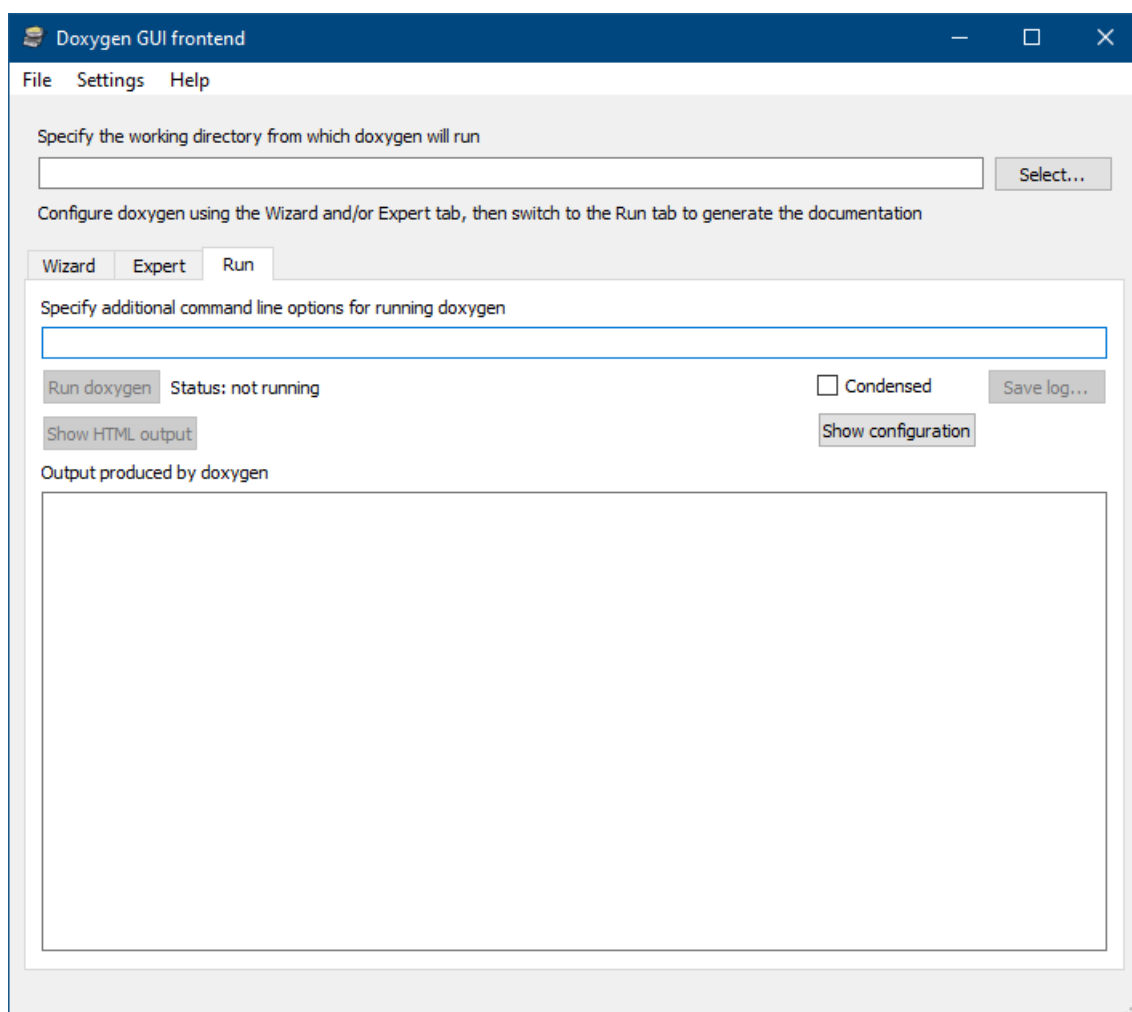 Doxygen GUI frontend
File Settings Help
Specify the working directory from which doxygen will run
Select...
Configure doxygen using the Wizard and/or Expert tab, then switch to the Run tab to generate the documentation
Wizard Expert Run
Specify additional command line options for running doxygen
Run doxygen Status: not running Condensed Save log...
Show HTML output Show configuration
Output produced by doxygen